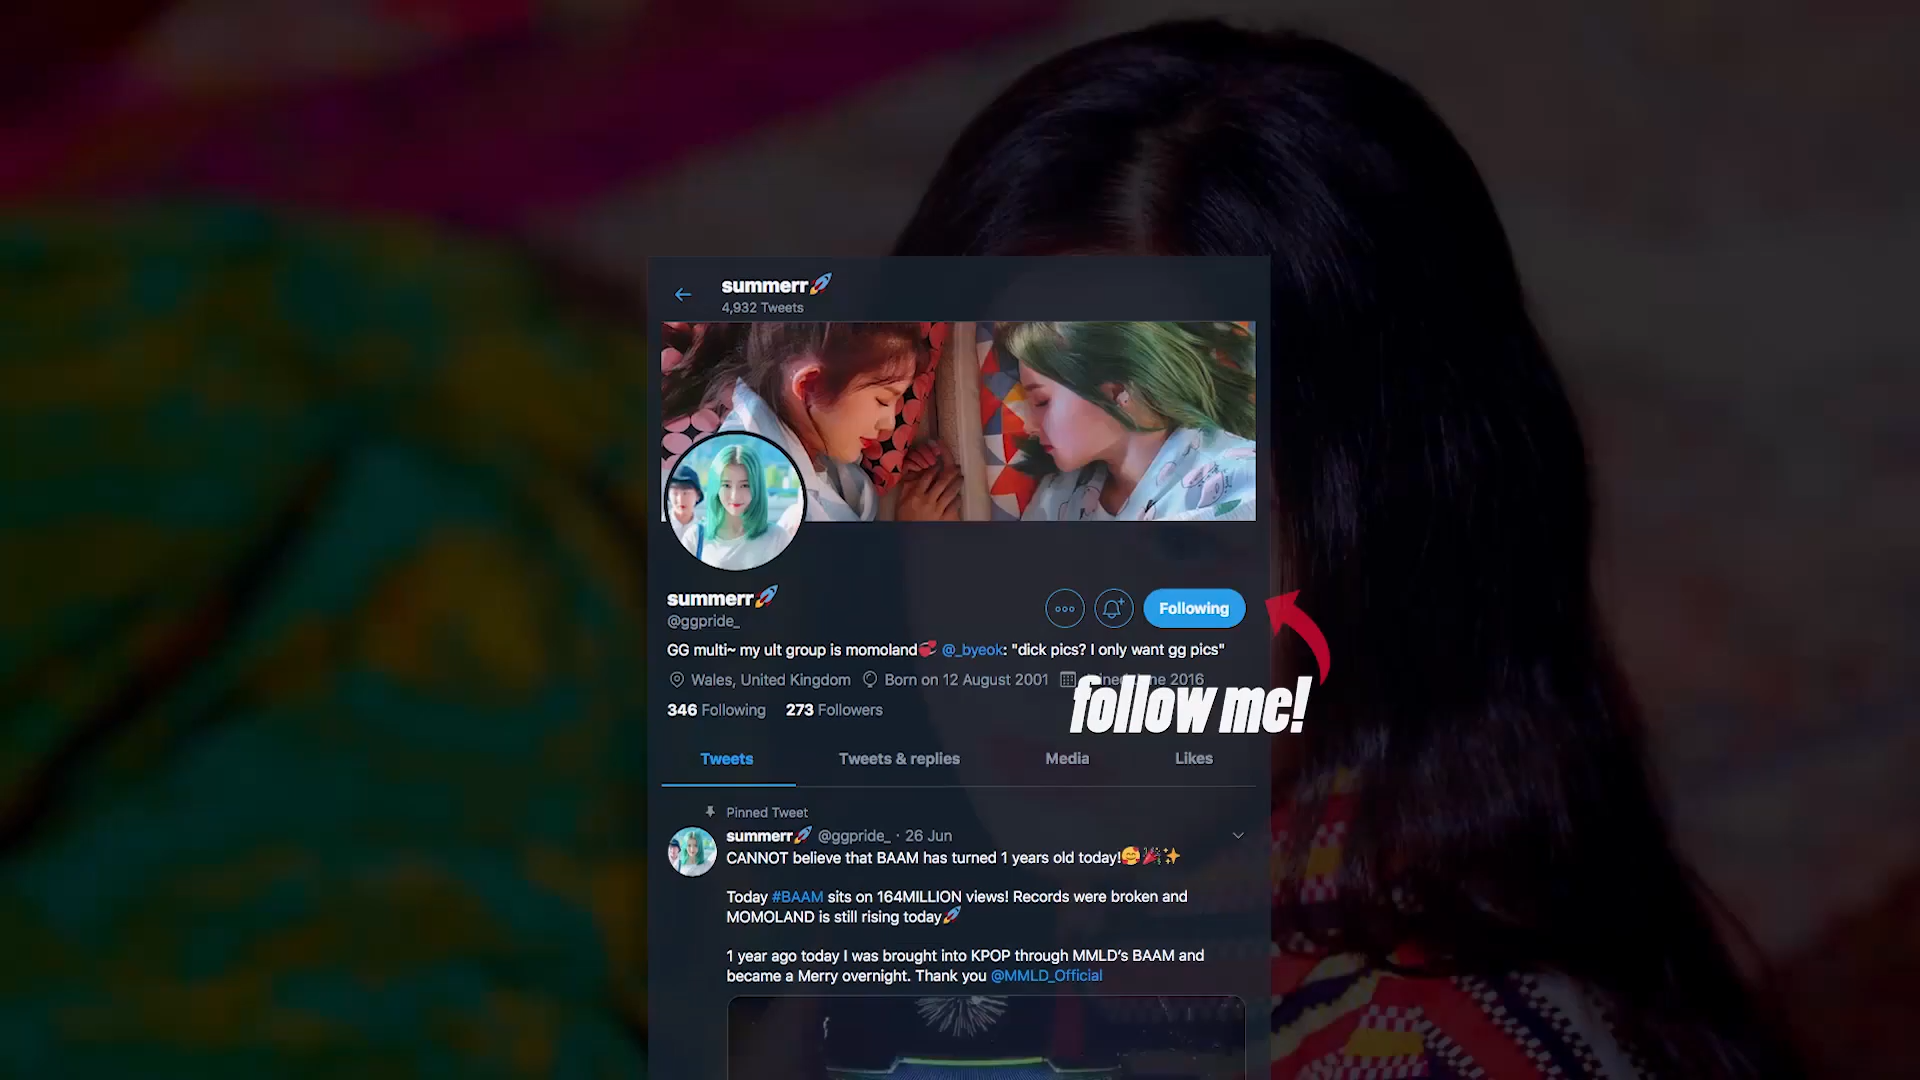 summerr
4,932 Tweets
summerr
@ggpride_
Following
GG multi~ my ult group is momoland @_byeok: "dick pics? I only want gg pics"
Wales, United Kingdom Born on 12 August 2001 2016
follow me!
346 Following 273 Followers
Tweets Tweets & replies Media Likes
Pinned Tweet
summerr @ggpride_ · 26 Jun
CANNOT believe that BAAM has turned 1 years old today!
Today #BAAM sits on 164MILLION views! Records were broken and
MOMOLAND is still rising today
1 year ago today I was brought into KPOP through MMLD's BAAM and
became a Merry overnight. Thank you @MMLD_Official